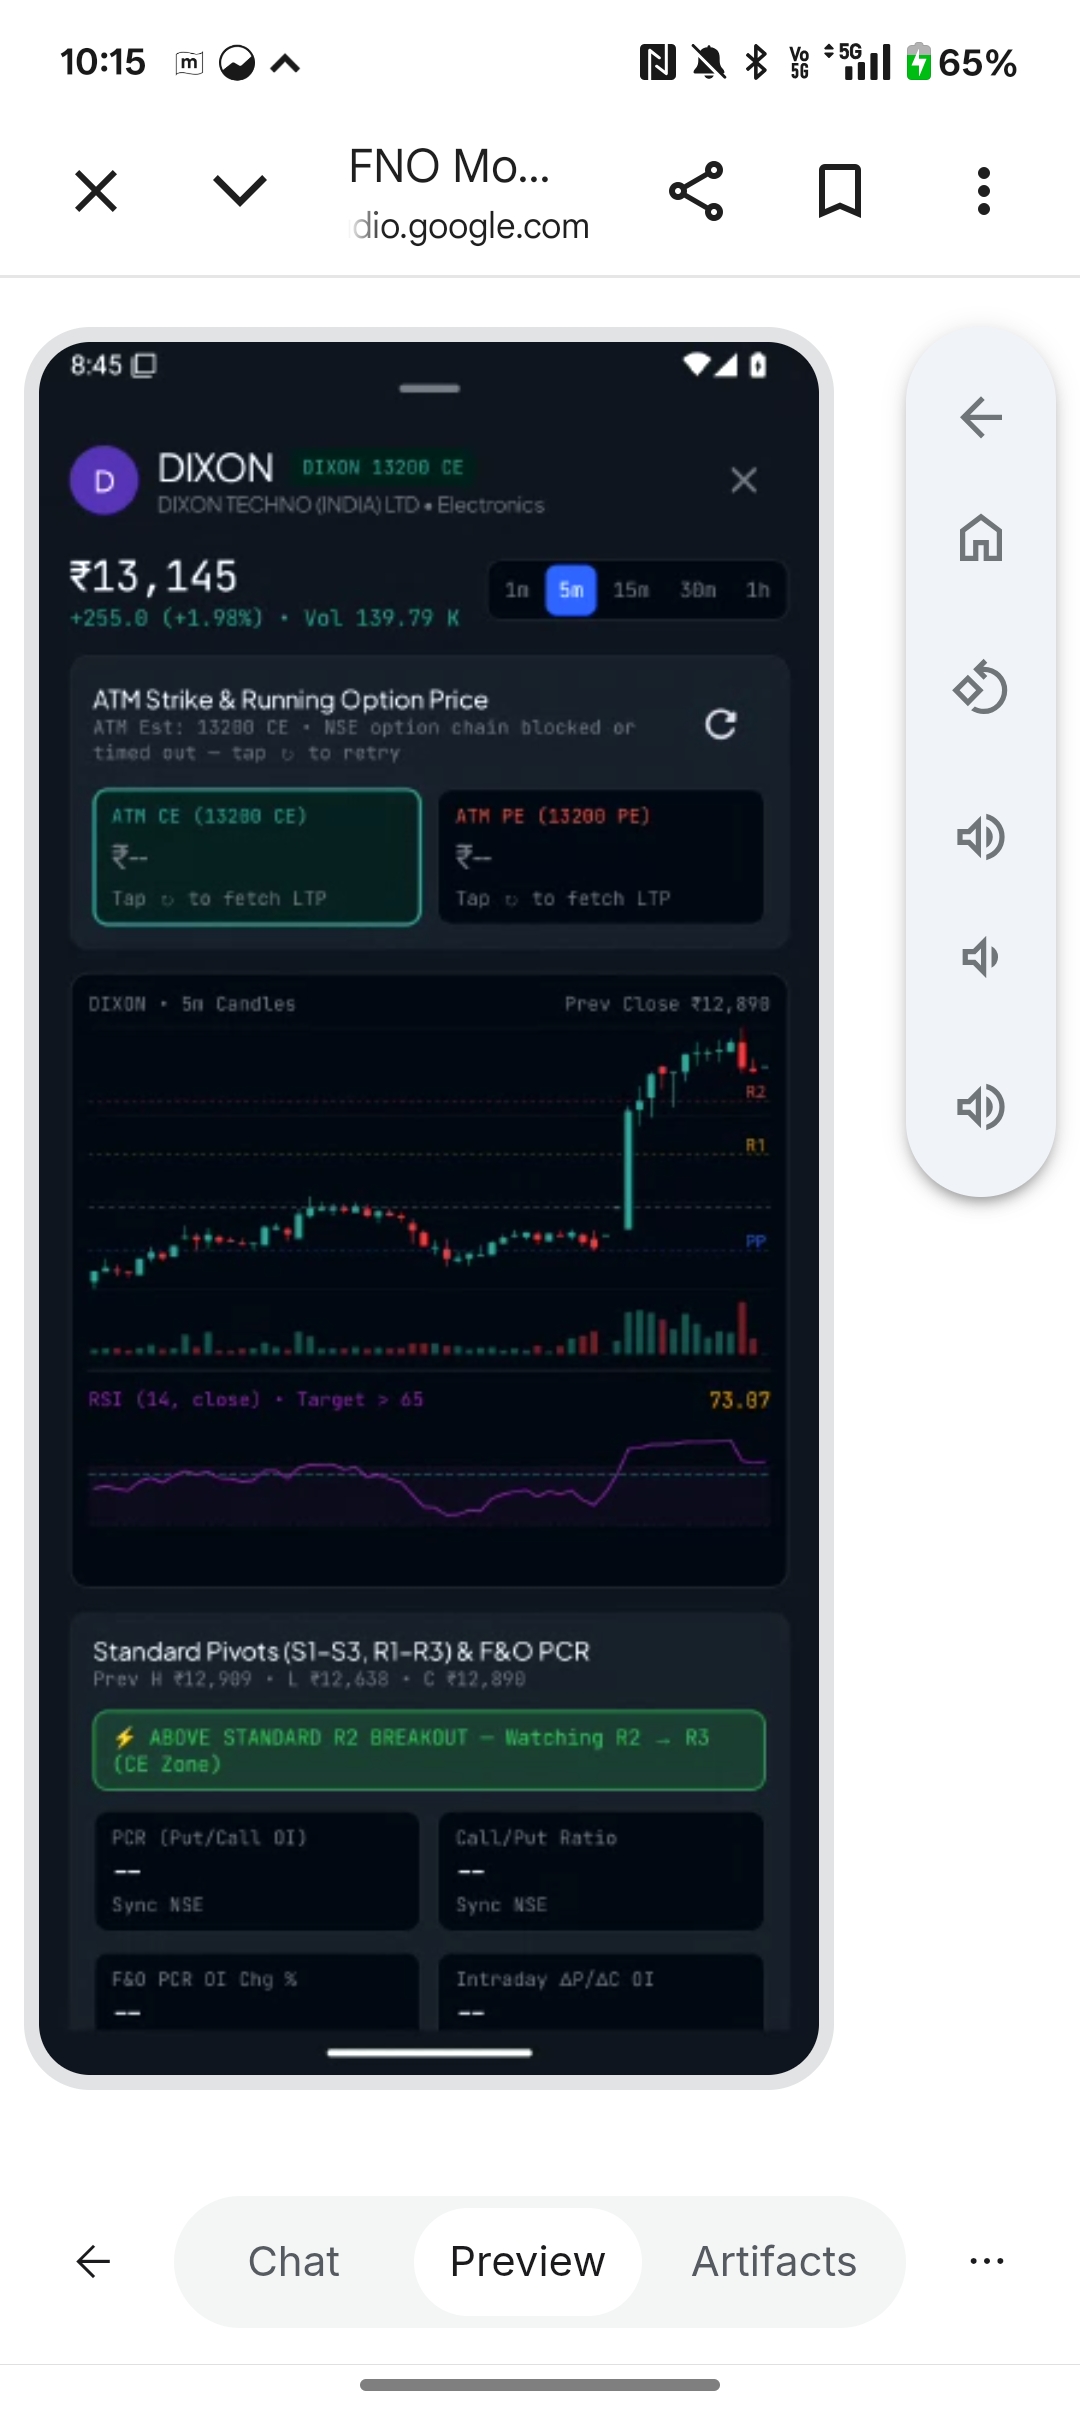 10:15 m Vo 5G 5G 65%
FNO Mo...
dio.google.com
8:45
D DIXON DIXON 13200 CE
DIXON TECHNO (INDIA) LTD • Electronics
₹13,145
+255.0 (+1.98%) • Vol 139.79 K
1m 5m 15m 30m 1h
ATM Strike & Running Option Price
ATM Est: 13200 CE • NSE option chain blocked or
timed out — tap ↻ to retry
ATM CE (13200 CE)
₹--
Tap ↻ to fetch LTP
ATM PE (13200 PE)
₹--
Tap ↻ to fetch LTP
DIXON • 5m Candles Prev Close ₹12,890
R2
R1
PP
RSI (14, close) • Target > 65 73.07
Standard Pivots (S1-S3, R1-R3) & F&O PCR
Prev H ₹12,909 • L ₹12,638 • C ₹12,890
⚡ ABOVE STANDARD R2 BREAKOUT — Watching R2 → R3
(CE Zone)
PCR (Put/Call OI)
--
Sync NSE
Call/Put Ratio
--
Sync NSE
F&O PCR OI Chg %
--
Intraday ΔP/ΔC OI
--
Chat Preview Artifacts